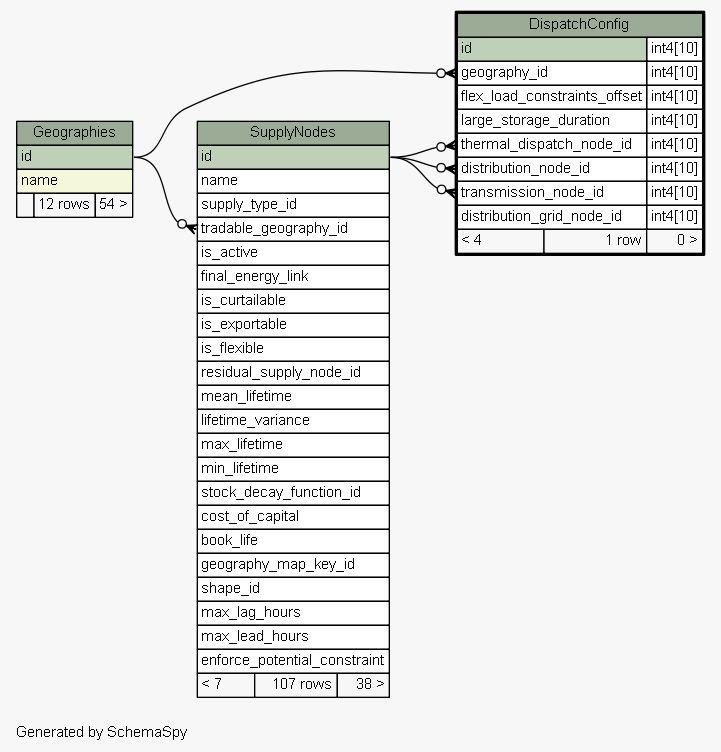 DispatchConfig
id int4[10]
geography_id int4[10]
flex_load_constraints_offset int4[10]
large_storage_duration int4[10]
thermal_dispatch_node_id int4[10]
distribution_node_id int4[10]
transmission_node_id int4[10]
distribution_grid_node_id int4[10]
< 4 1 row 0 >
Geographies
id
name
12 rows 54 >
SupplyNodes
id
name
supply_type_id
tradable_geography_id
is_active
final_energy_link
is_curtailable
is_exportable
is_flexible
residual_supply_node_id
mean_lifetime
lifetime_variance
max_lifetime
min_lifetime
stock_decay_function_id
cost_of_capital
book_life
geography_map_key_id
shape_id
max_lag_hours
max_lead_hours
enforce_potential_constraint
< 7 107 rows 38 >
Generated by SchemaSpy